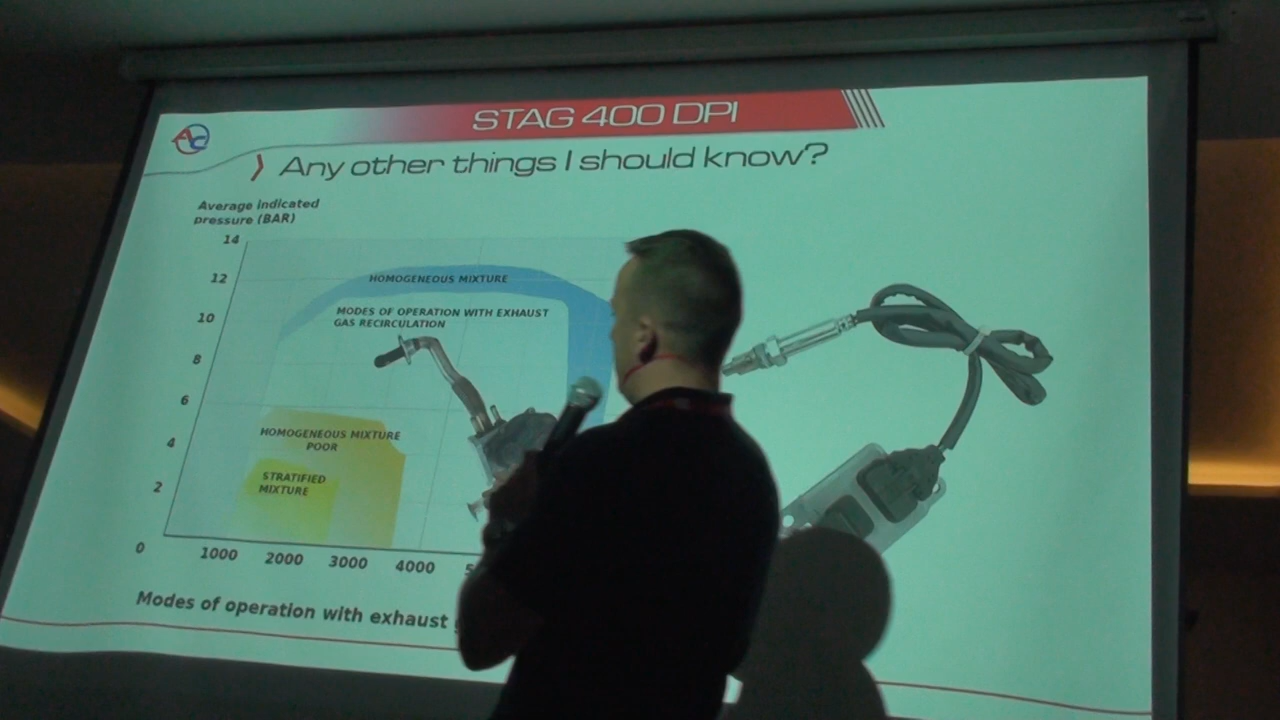 STAG 400 DPI
AC
Any other things I should know?
Average indicated
pressure (BAR)
14
12
10
8
6
4
2
0
HOMOGENEOUS MIXTURE
MODES OF OPERATION WITH EXHAUST
GAS RECIRCULATION
HOMOGENEOUS MIXTURE
POOR
STRATIFIED
MIXTURE
1000 2000 3000 4000
Modes of operation with exhaust